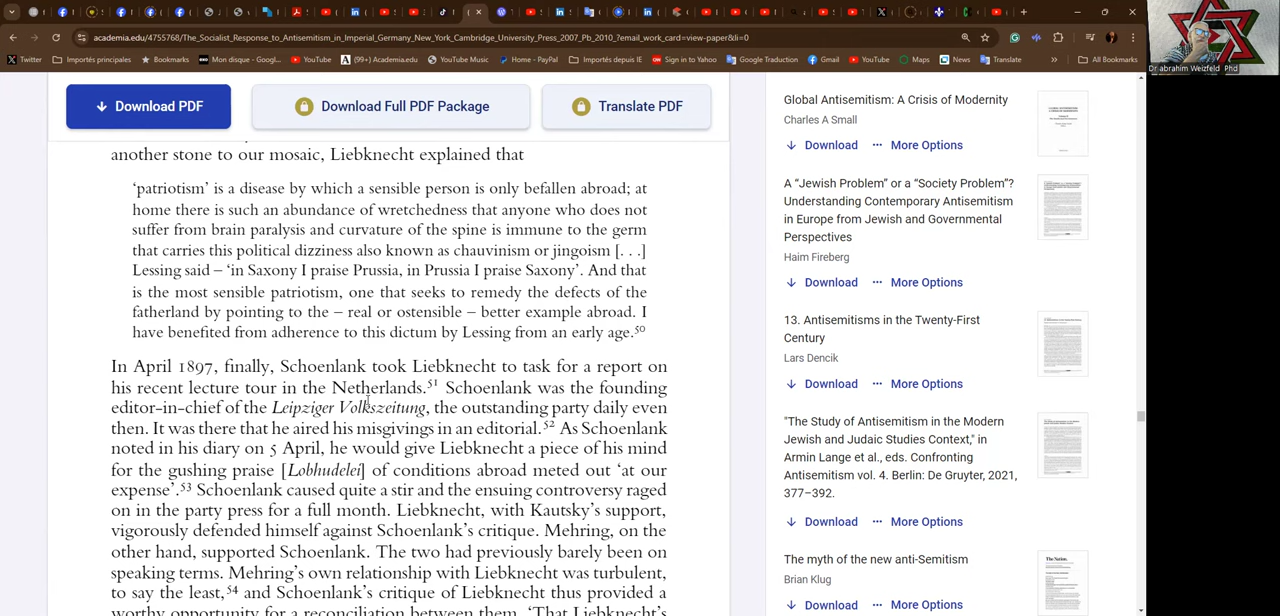 academia.edu/4755768/The_Socialist_Response_to_Antisemitism_in_Imperial_Germany_New_York_Cambridge_University_Press_2007_Pb_2010_?email_work_card=view-paper&li=0
Twitter
Importés principales
Bookmarks
Mon disque - Googl...
YouTube
(99+) Academia.edu
YouTube Music
Home - PayPal
Importés depuis IE
Sign in to Yahoo
Google Traduction
Gmail
YouTube
Maps
News
Translate
All Bookmarks
Dr abrahim Weizfeld Phd
Download PDF
Download Full PDF Package
Translate PDF
another stone to our mosaic, Liebknecht explained that
‘patriotism’ is a disease by which a sensible person is only befallen abroad; at
home there is such an abundance of wretchedness that anyone who does not
suffer from brain paralysis and curvature of the spine is immune to the germ
that carries this political dizziness also known as chauvinism or jingoism [. . .]
Lessing said – ‘in Saxony I praise Prussia, in Prussia I praise Saxony’. And that
is the most sensible patriotism, one that seeks to remedy the defects of the
fatherland by pointing to the – real or ostensible – better example abroad. I
have benefited from adherence to this dictum of Lessing from an early age.50
In April 1897, finally, Schoenlank took Liebknecht to task for a report on
his recent lecture tour in the Netherlands.51 Schoenlank was the founding
editor-in-chief of the Leipziger Volkszeitung, the outstanding party daily even
then. It was there that he aired his misgivings in an editorial.52 As Schoenlank
noted in his diary on 9 April, he would give Liebknecht a piece of his mind
for the gushing praise [Lobhudelei] of conditions abroad meted out ‘at our
expense’.53 Schoenlank caused quite a stir and the ensuing controversy raged
on in the party press for a full month. Liebknecht, with Kautsky’s support,
vigorously defended himself against Schoenlank’s critique. Mehring, on the
other hand, supported Schoenlank. The two had previously barely been on
speaking terms. Mehring’s own relationship with Liebknecht was turbulent,
to say the least, and Schoenlank’s critique obviously struck Mehring as a
Global Antisemitism: A Crisis of Modernity
Charles A Small
Download
More Options
A “Jewish Problem” or a “Society Problem”?
Understanding Contemporary Antisemitism
in Europe from Jewish and Governmental
Perspectives
Haim Fireberg
Download
More Options
13. Antisemitisms in the Twenty-First
Century
Lars Dencik
Download
More Options
"The Study of Antisemitism in the Modern
Jewish and Judaic Studies Context," in
Armin Lange et al., eds. Confronting
Antisemitism vol. 4. Berlin: De Gruyter, 2021,
377–392.
Download
More Options
The myth of the new anti-Semitism
Brian Klug
Download
More Options